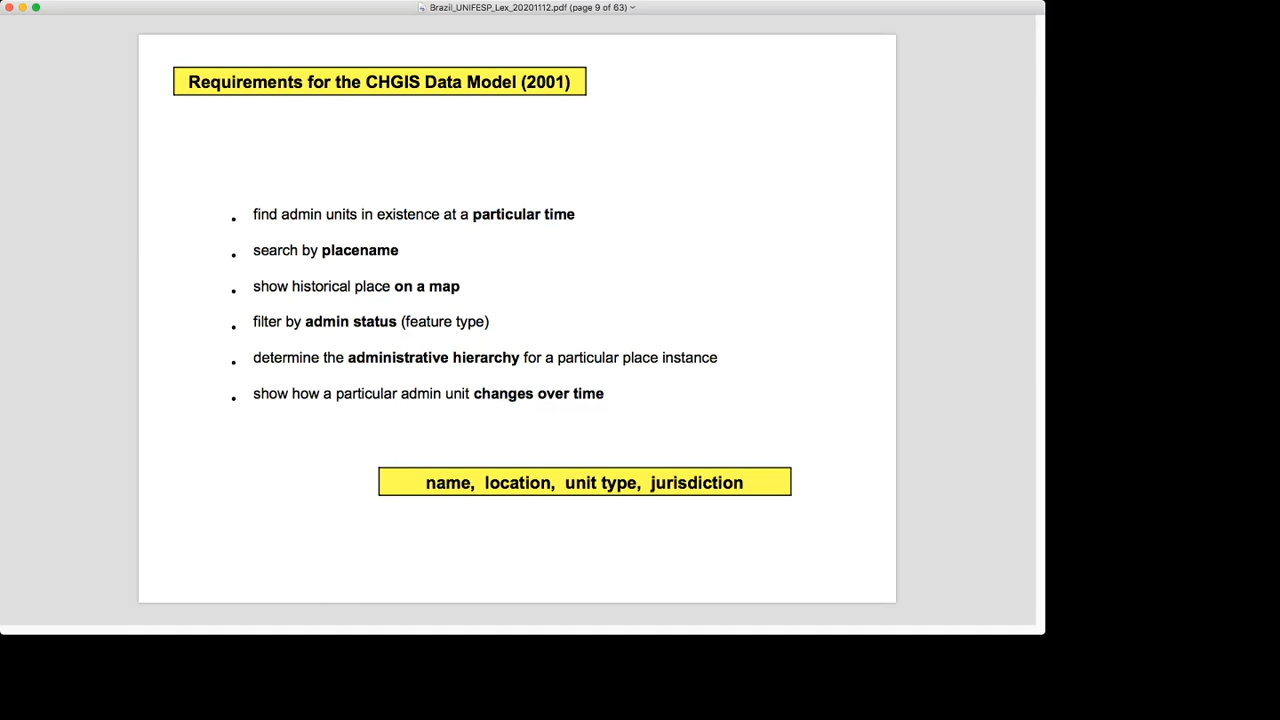 Brazil_UNIFESP_Lex_20201112.pdf (page 9 of 63)
Requirements for the CHGIS Data Model (2001)
• find admin units in existence at a particular time
• search by placename
• show historical place on a map
• filter by admin status (feature type)
• determine the administrative hierarchy for a particular place instance
• show how a particular admin unit changes over time
name, location, unit type, jurisdiction